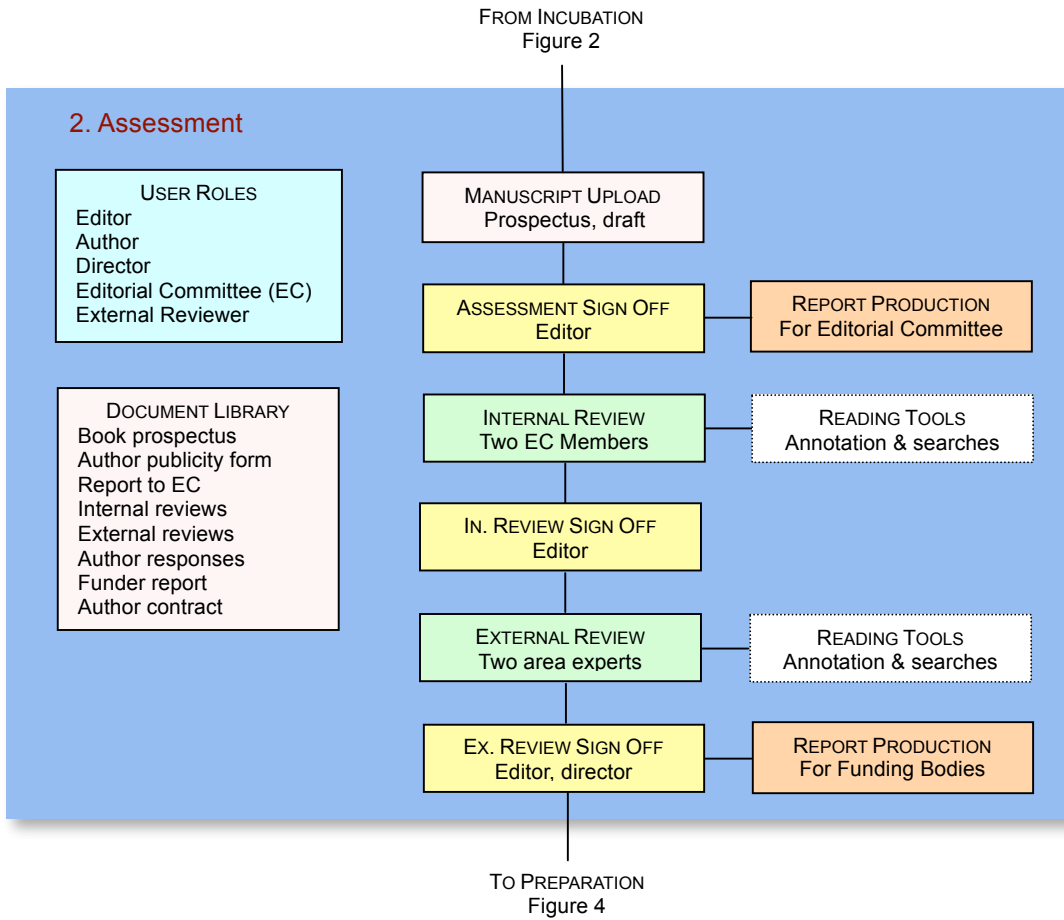 FROM INCUBATION
Figure 2
2. Assessment
USER ROLES
Editor
Author
Director
Editorial Committee (EC)
External Reviewer
DOCUMENT LIBRARY
Book prospectus
Author publicity form
Report to EC
Internal reviews
External reviews
Author responses
Funder report
Author contract
MANUSCRIPT UPLOAD
Prospectus, draft
ASSESSMENT SIGN OFF
Editor
REPORT PRODUCTION
For Editorial Committee
INTERNAL REVIEW
Two EC Members
READING TOOLS
Annotation & searches
IN. REVIEW SIGN OFF
Editor
EXTERNAL REVIEW
Two area experts
READING TOOLS
Annotation & searches
EX. REVIEW SIGN OFF
Editor, director
REPORT PRODUCTION
For Funding Bodies
TO PREPARATION
Figure 4